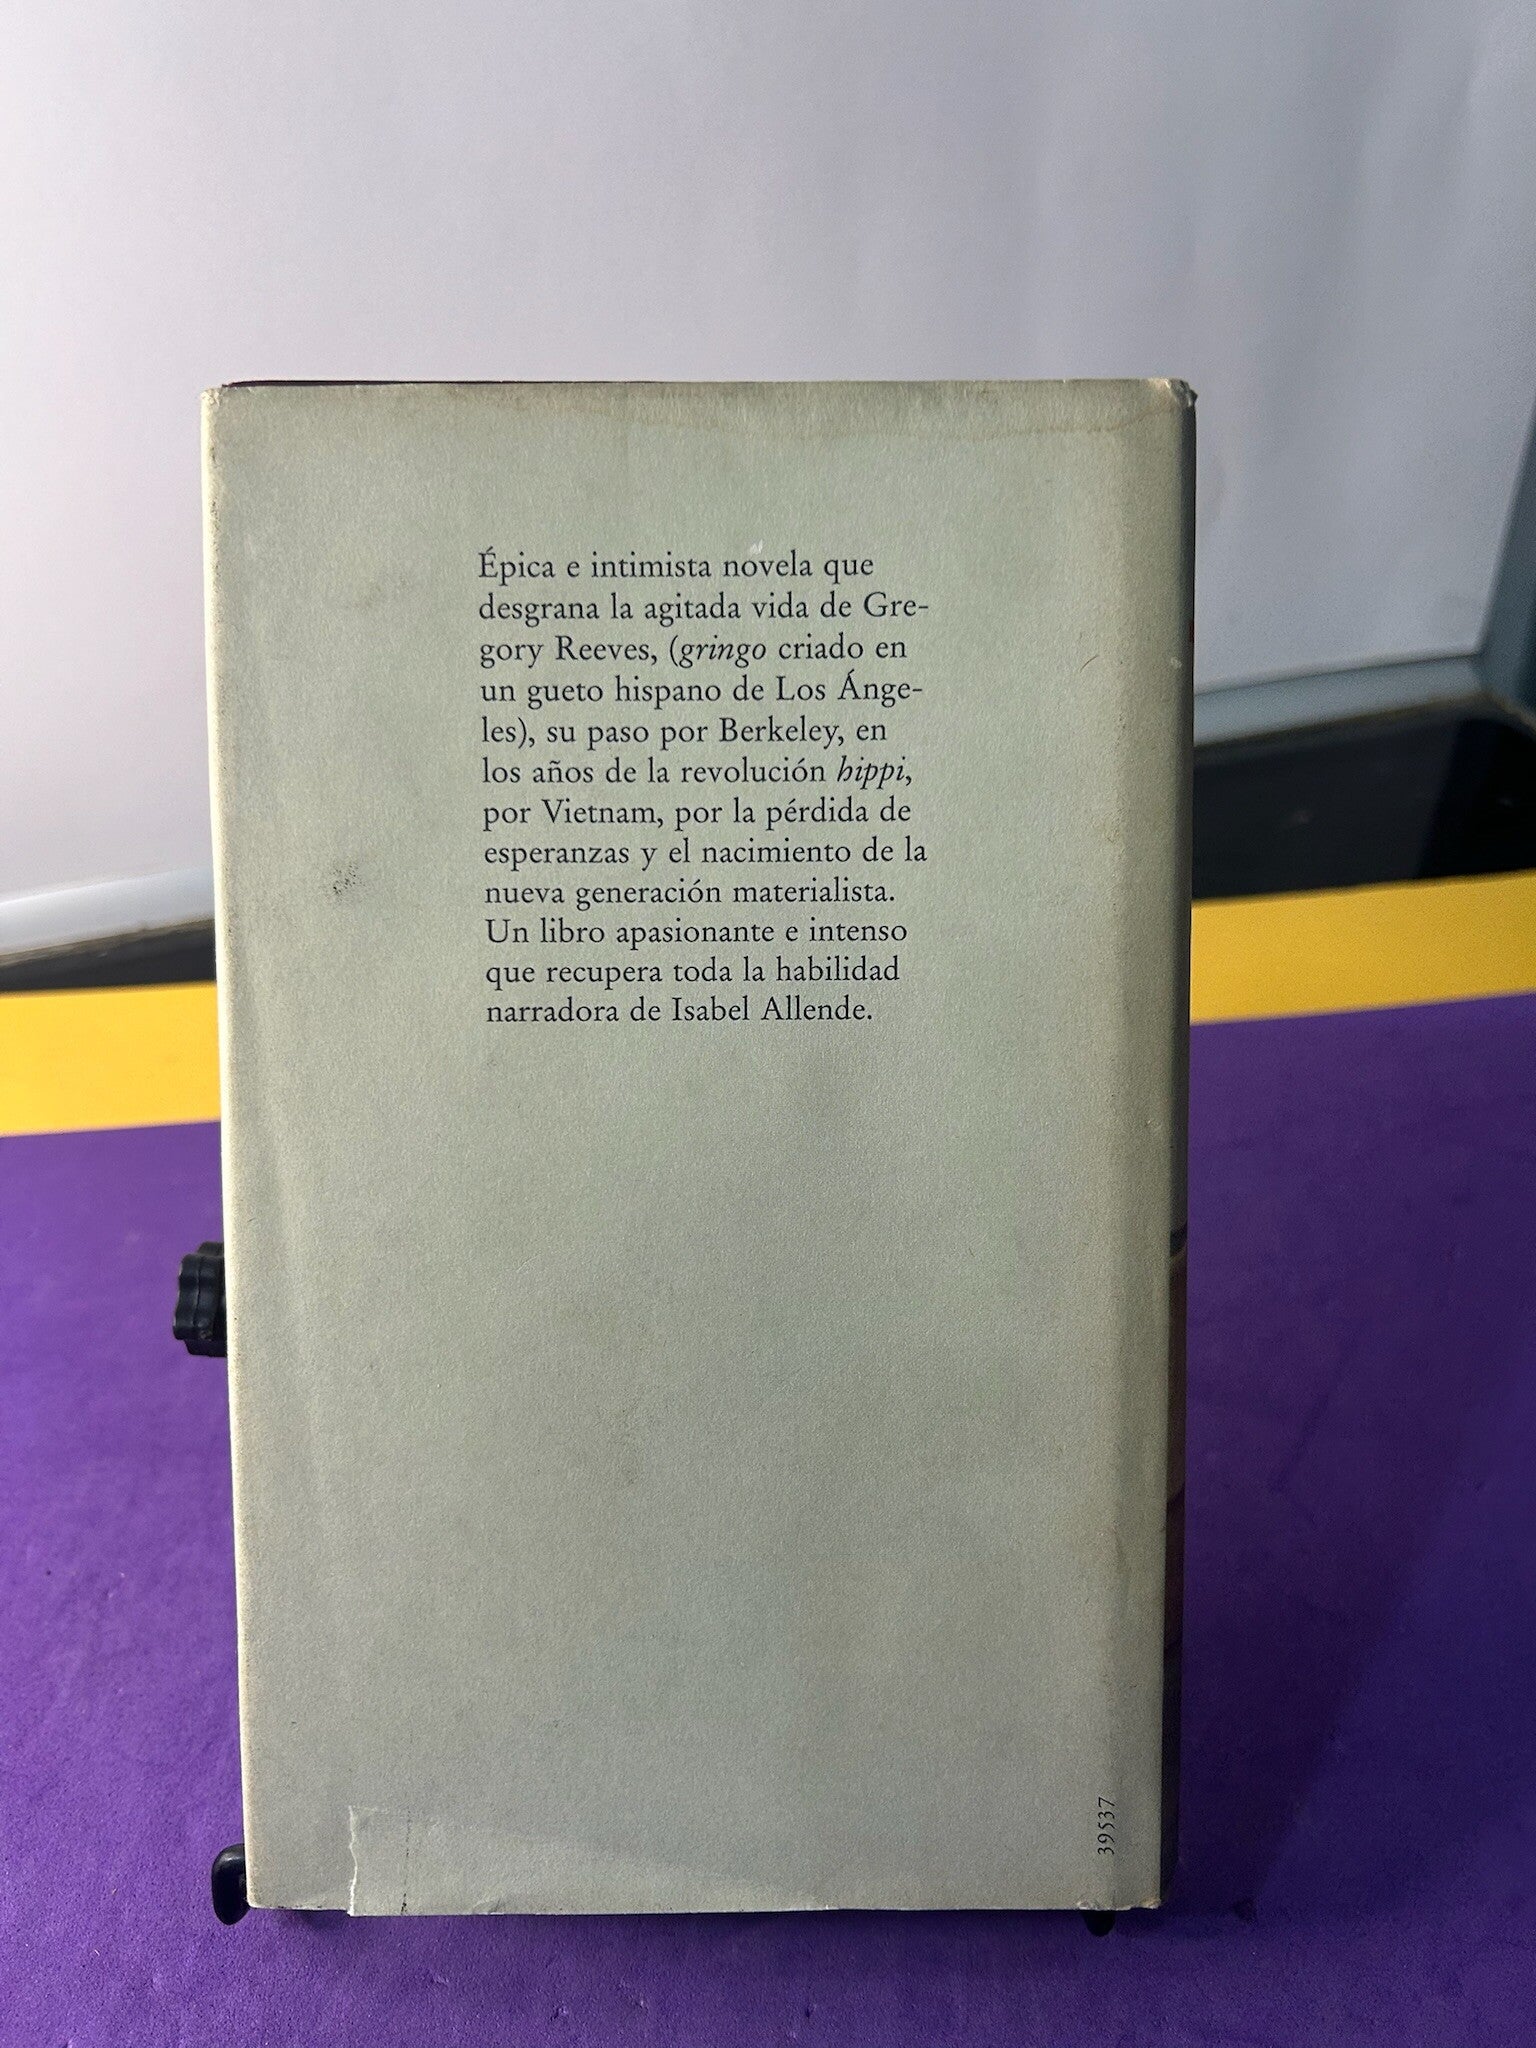 Épica e intimista novela que
desgrana la agitada vida de Gre-
gory Reeves, (gringo criado en
un gueto hispano de Los Ánge-
les), su paso por Berkeley, en
los años de la revolución hippi,
por Vietnam, por la pérdida de
esperanzas y el nacimiento de la
nueva generación materialista.
Un libro apasionante e intenso
que recupera toda la habilidad
narradora de Isabel Allende.
39537